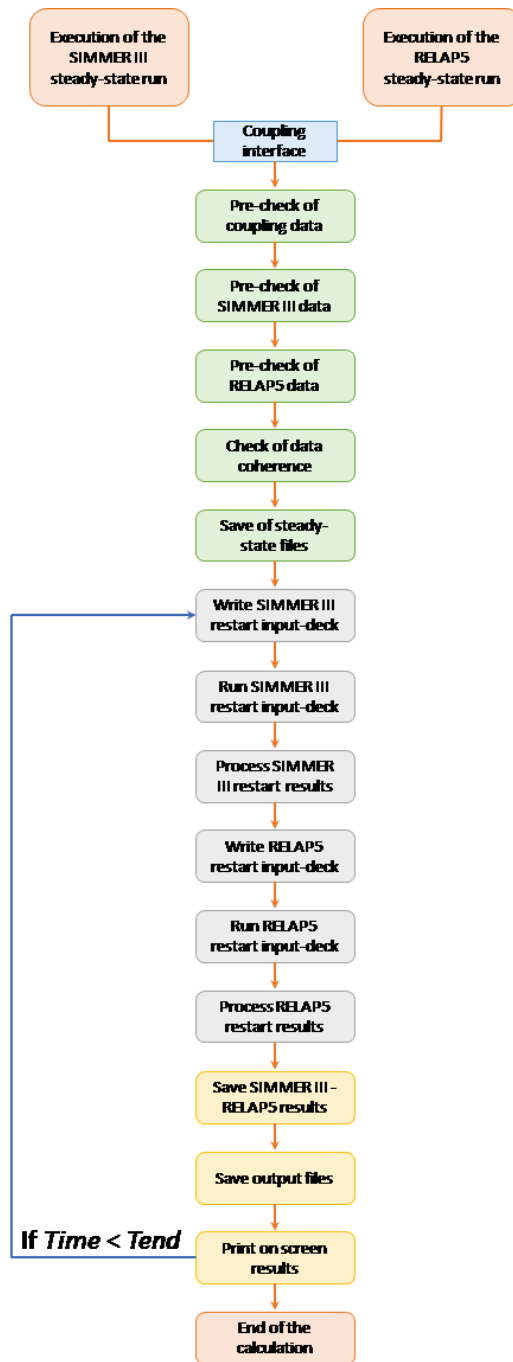 Execution of the
SIMMER III
steady-state run
Execution of the
RELAP5
steady-state run
Coupling
interface
Pre-check of
coupling data
Pre-check of
SIMMER III data
Pre-check of
RELAP5 data
Check of data
coherence
Save of steady-
state files
Write SIMMER III
restart input-deck
Run SIMMER III
restart input-deck
Process SIMMER
III restart results
Write RELAP5
restart input-deck
Run RELAP5
restart input-deck
Process RELAP5
restart results
Save SIMMER III -
RELAP5 results
Save output files
If Time < Tend
Print on screen
results
End of the
calculation